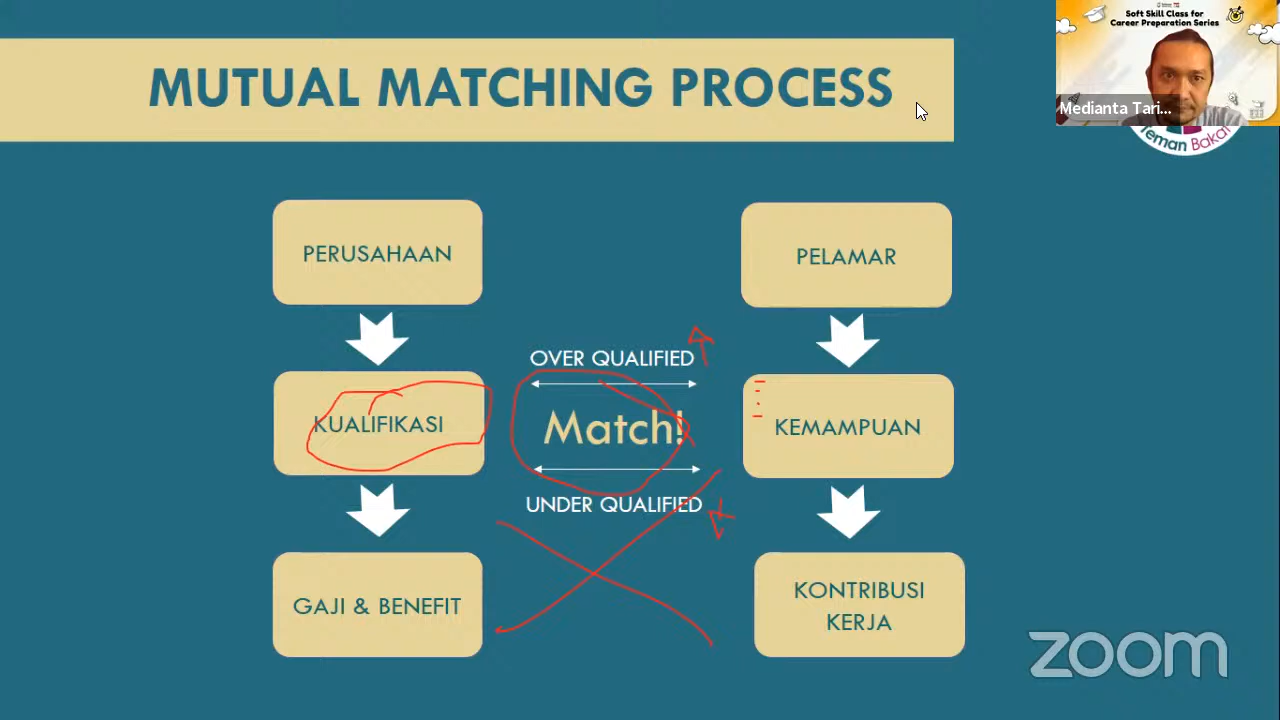 Soft Skill Class for
Career Preparation Series
MUTUAL MATCHING PROCESS
Medianta Tari...
Teman Bakat
PERUSAHAAN
PELAMAR
OVER QUALIFIED
KUALIFIKASI
Match!
KEMAMPUAN
UNDER QUALIFIED
GAJI & BENEFIT
KONTRIBUSI
KERJA
zoom